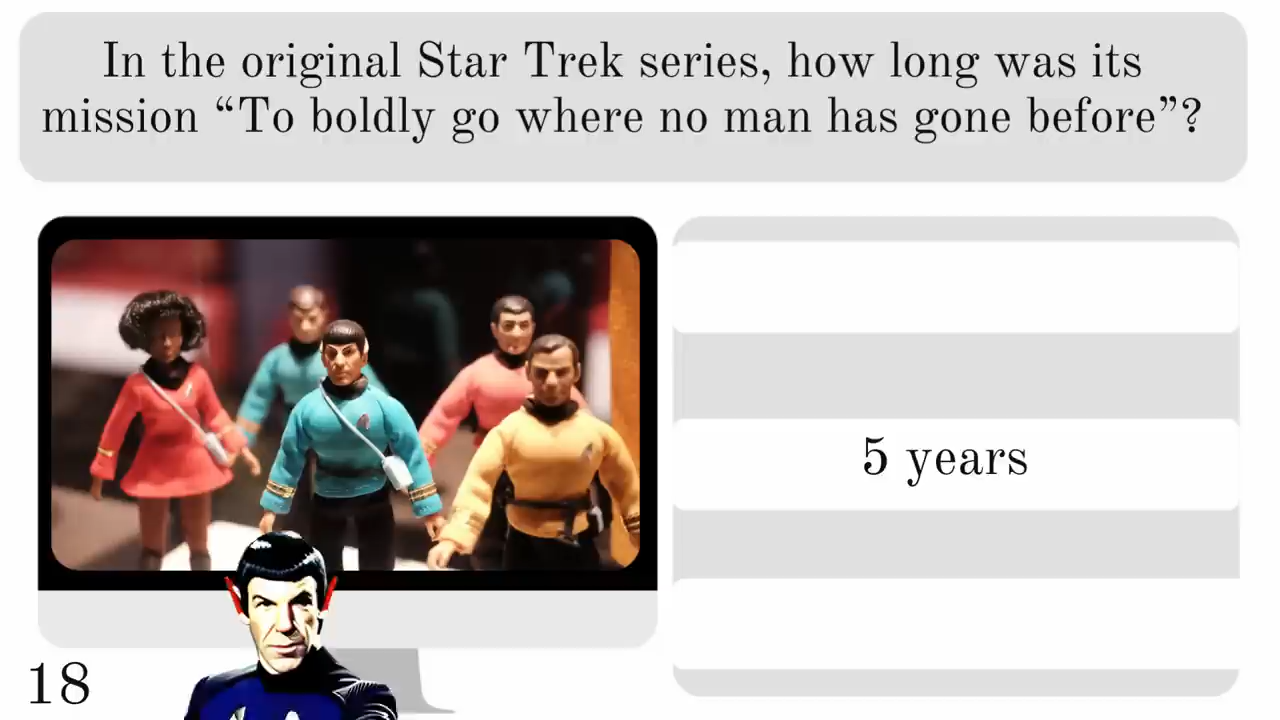 In the original Star Trek series, how long was its
mission “To boldly go where no man has gone before”?
5 years
18